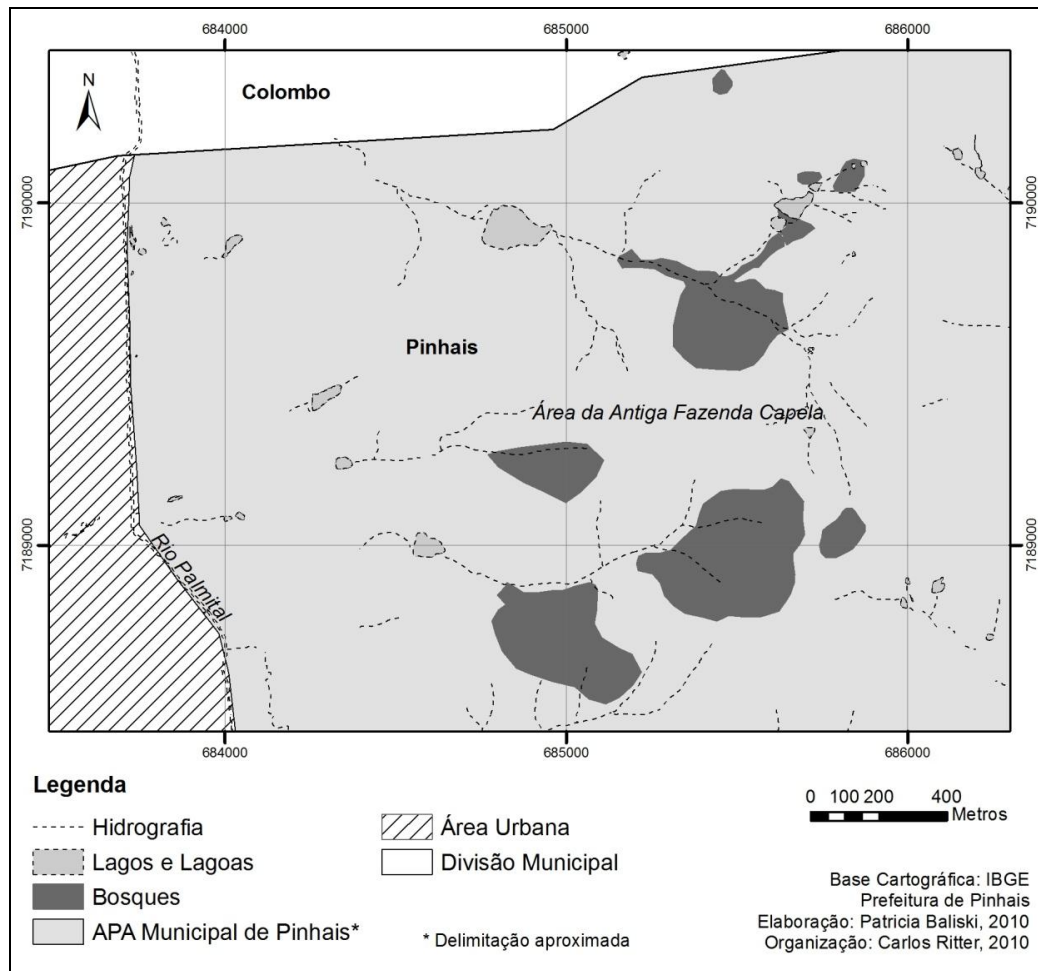 684000
685000
686000
N
Colombo
7190000
7190000
Pinhais
Área da Antiga Fazenda Capela
7189000
7189000
Rio Palmital
684000
685000
686000
Legenda
Hidrografia
Lagos e Lagoas
Bosques
APA Municipal de Pinhais*
Área Urbana
Divisão Municipal
* Delimitação aproximada
0 100 200 400
Metros
Base Cartográfica: IBGE
Prefeitura de Pinhais
Elaboração: Patricia Baliski, 2010
Organização: Carlos Ritter, 2010